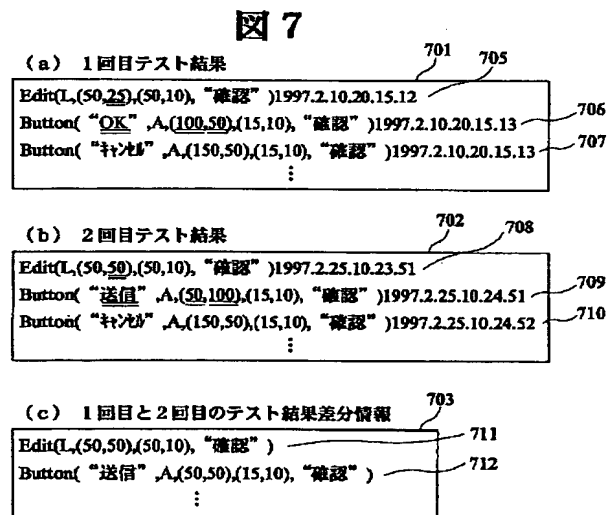 図7
(a) 1回目テスト結果
701
705
Edit(L,(50,25),(50,10), “確認” )1997.2.10.20.15.12
706
Button( “OK” ,A,(100,50),(15,10), “確認” )1997.2.10.20.15.13
707
Button( “キャンセル” ,A,(150,50),(15,10), “確認” )1997.2.10.20.15.13
(b) 2回目テスト結果
702
708
Edit(L,(50,50),(50,10), “確認” )1997.2.25.10.23.51
709
Button( “送信” ,A,(50,100),(15,10), “確認” )1997.2.25.10.24.51
710
Button( “キャンセル” ,A,(150,50),(15,10), “確認” )1997.2.25.10.24.52
(c) 1回目と2回目のテスト結果差分情報
703
Edit(L,(50,50),(50,10), “確認” )
711
Button( “送信” ,A,(50,50),(15,10), “確認” )
712